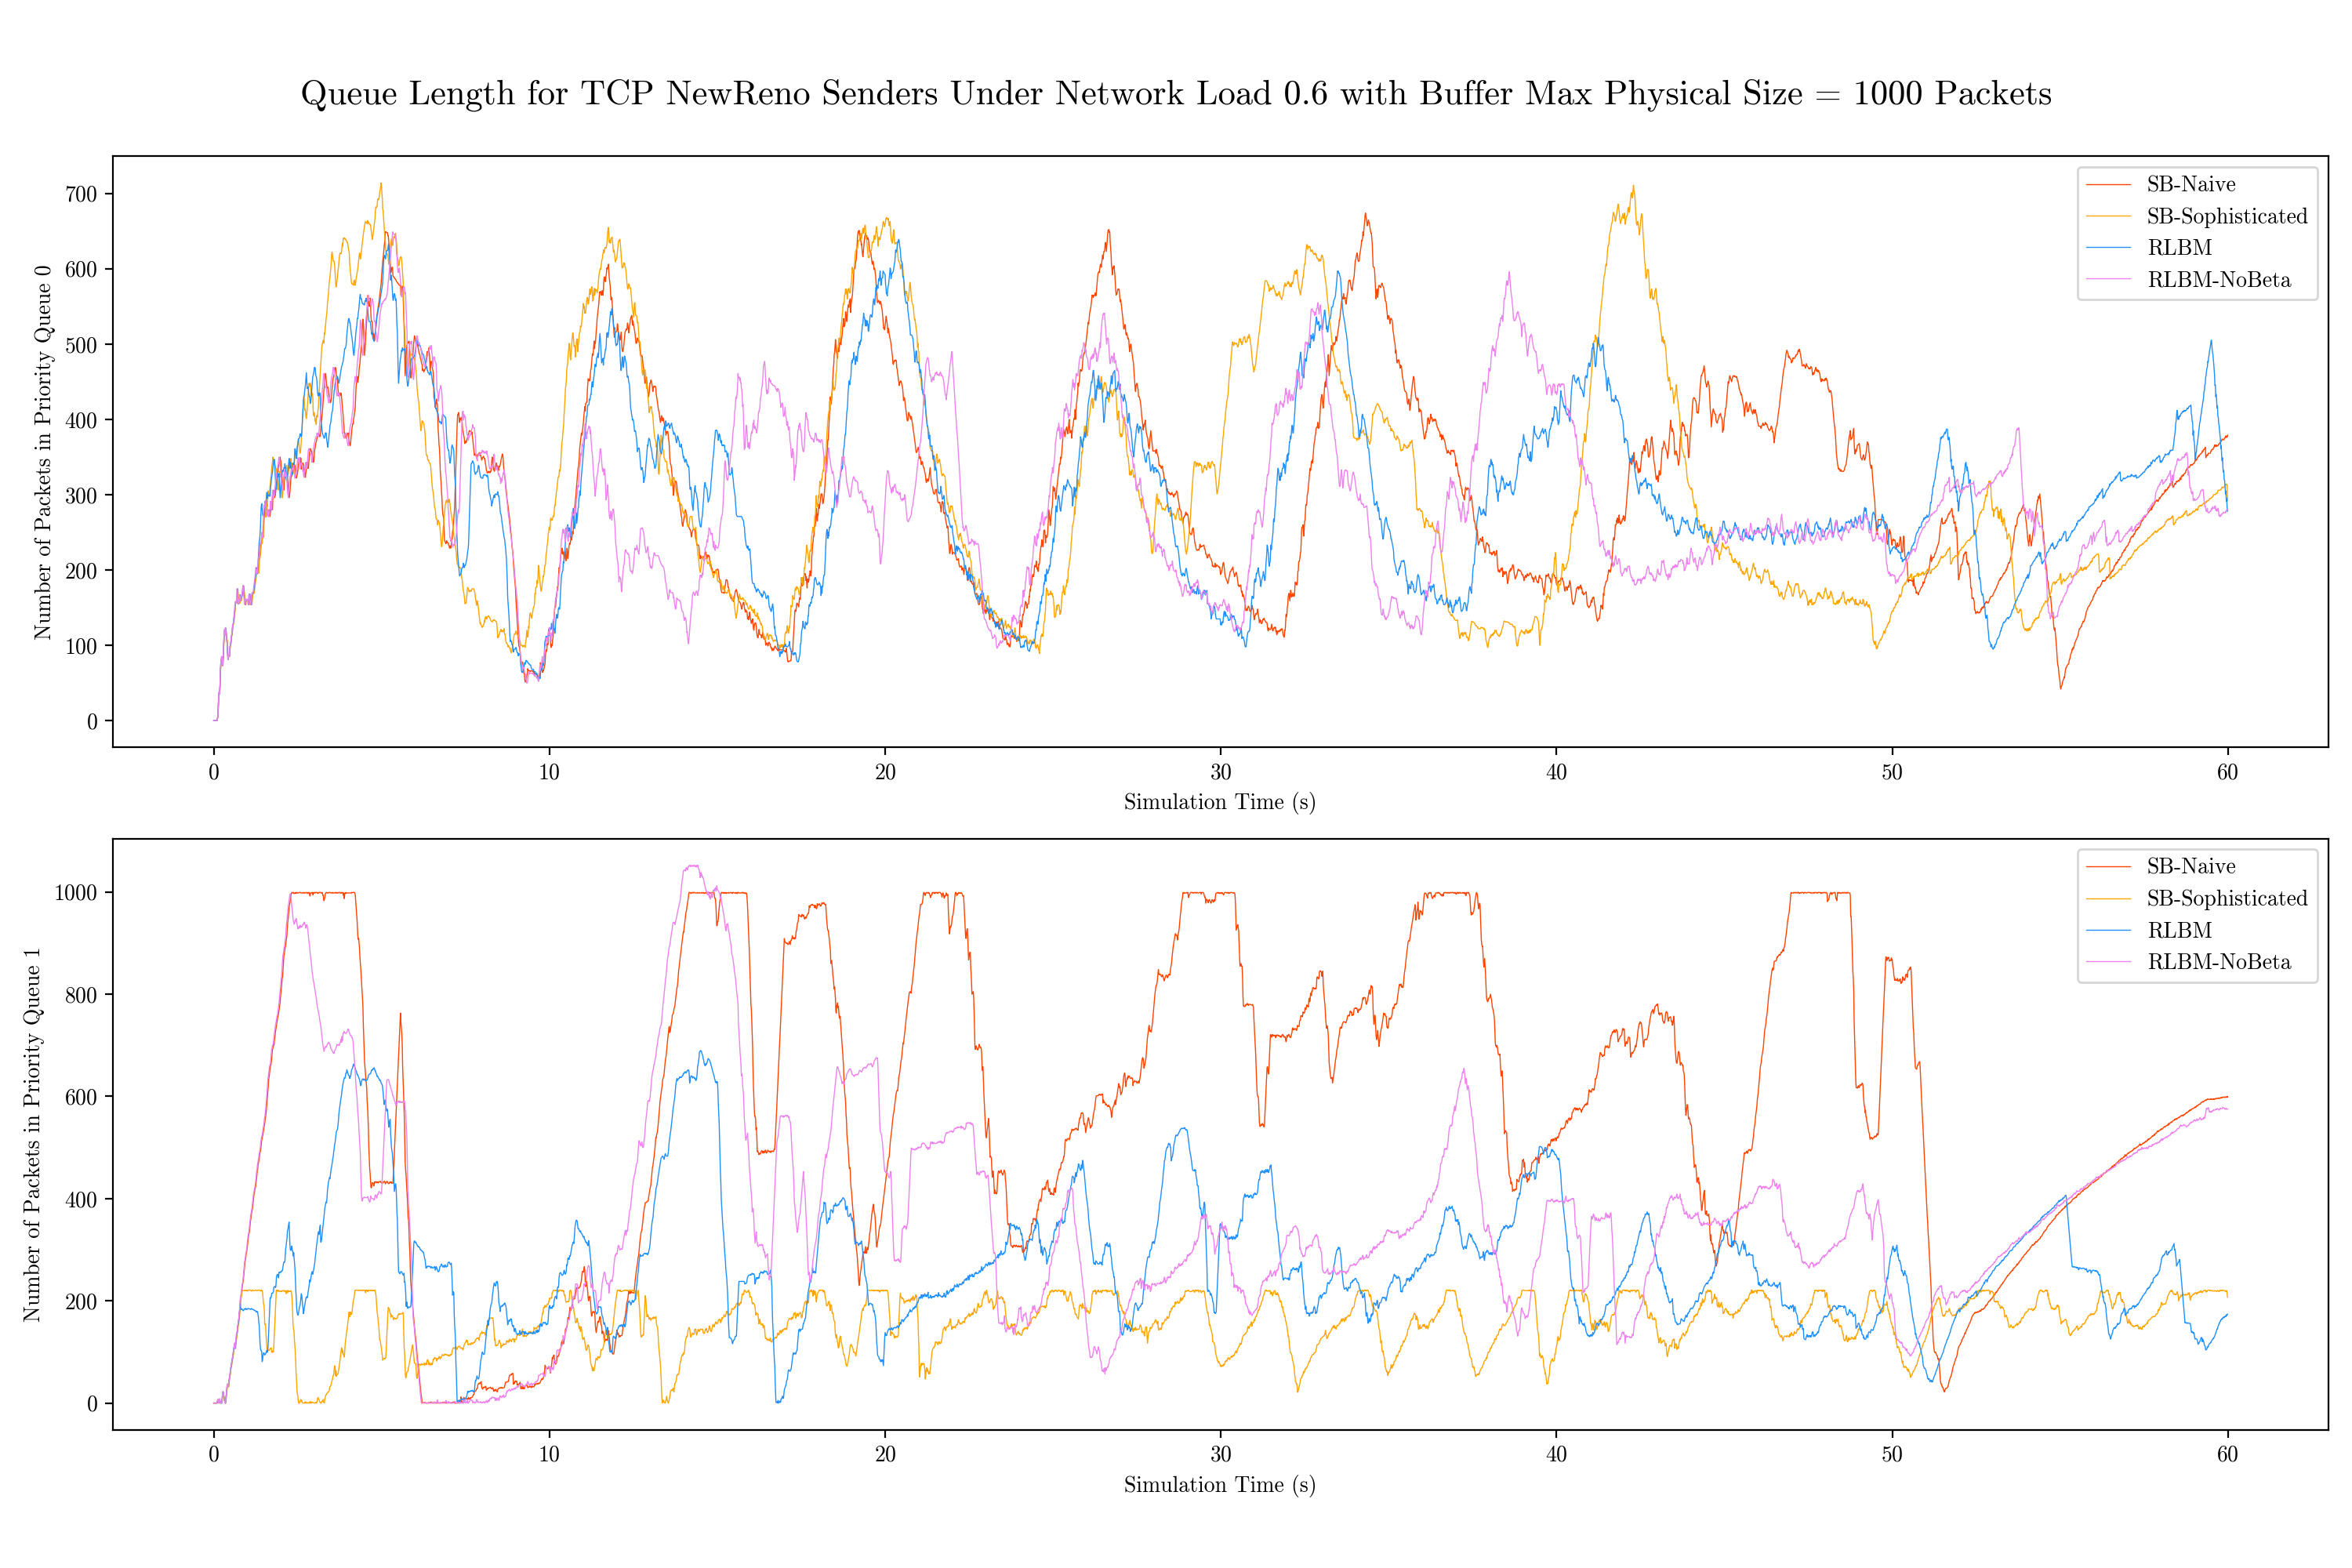 Queue Length for TCP NewReno Senders Under Network Load 0.6 with Buffer Max Physical Size = 1000 Packets
Number of Packets in Priority Queue 0
700
600
500
400
300
200
100
0
SB-Naive
SB-Sophisticated
RLBM
RLBM-NoBeta
0 10 20 30 40 50 60
Simulation Time (s)
Number of Packets in Priority Queue 1
1000
800
600
400
200
0
SB-Naive
SB-Sophisticated
RLBM
RLBM-NoBeta
0 10 20 30 40 50 60
Simulation Time (s)